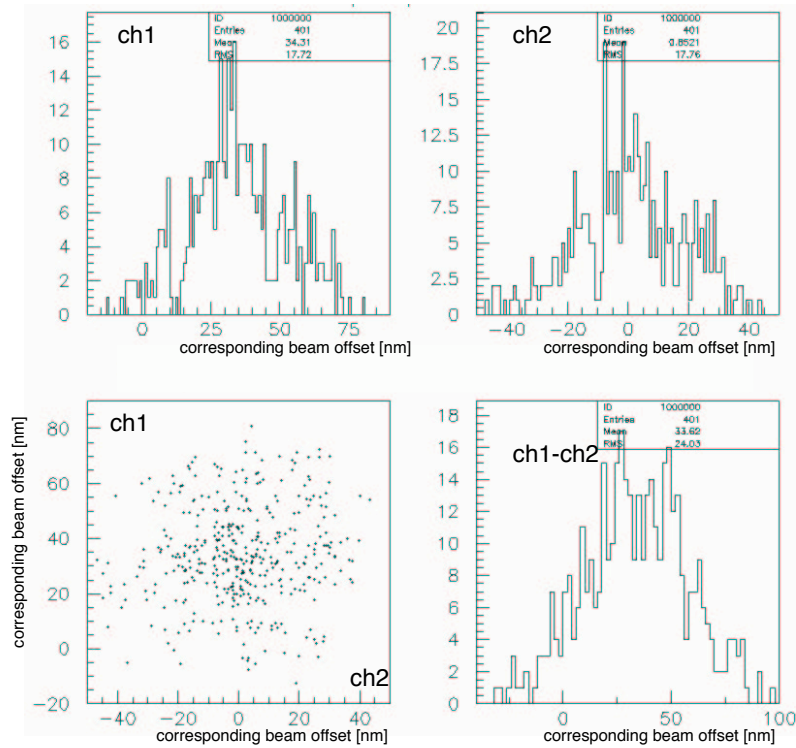 ch1
ID 1000000
Entries 401
Mean 34.31
RMS 17.72
16
14
12
10
8
6
4
2
0
0 25 50 75
corresponding beam offset [nm]
ch2
ID 1000000
Entries 401
Mean 0.8521
RMS 17.76
20
17.5
15
12.5
10
7.5
5
2.5
0
−40 −20 0 20 40
corresponding beam offset [nm]
corresponding beam offset [nm]
ch1
80
60
40
20
0
−20
ch2
−40 −20 0 20 40
corresponding beam offset [nm]
ch1-ch2
ID 1000000
Entries 401
Mean 33.62
RMS 24.03
18
16
14
12
10
8
6
4
2
0
0 50 100
corresponding beam offset [nm]